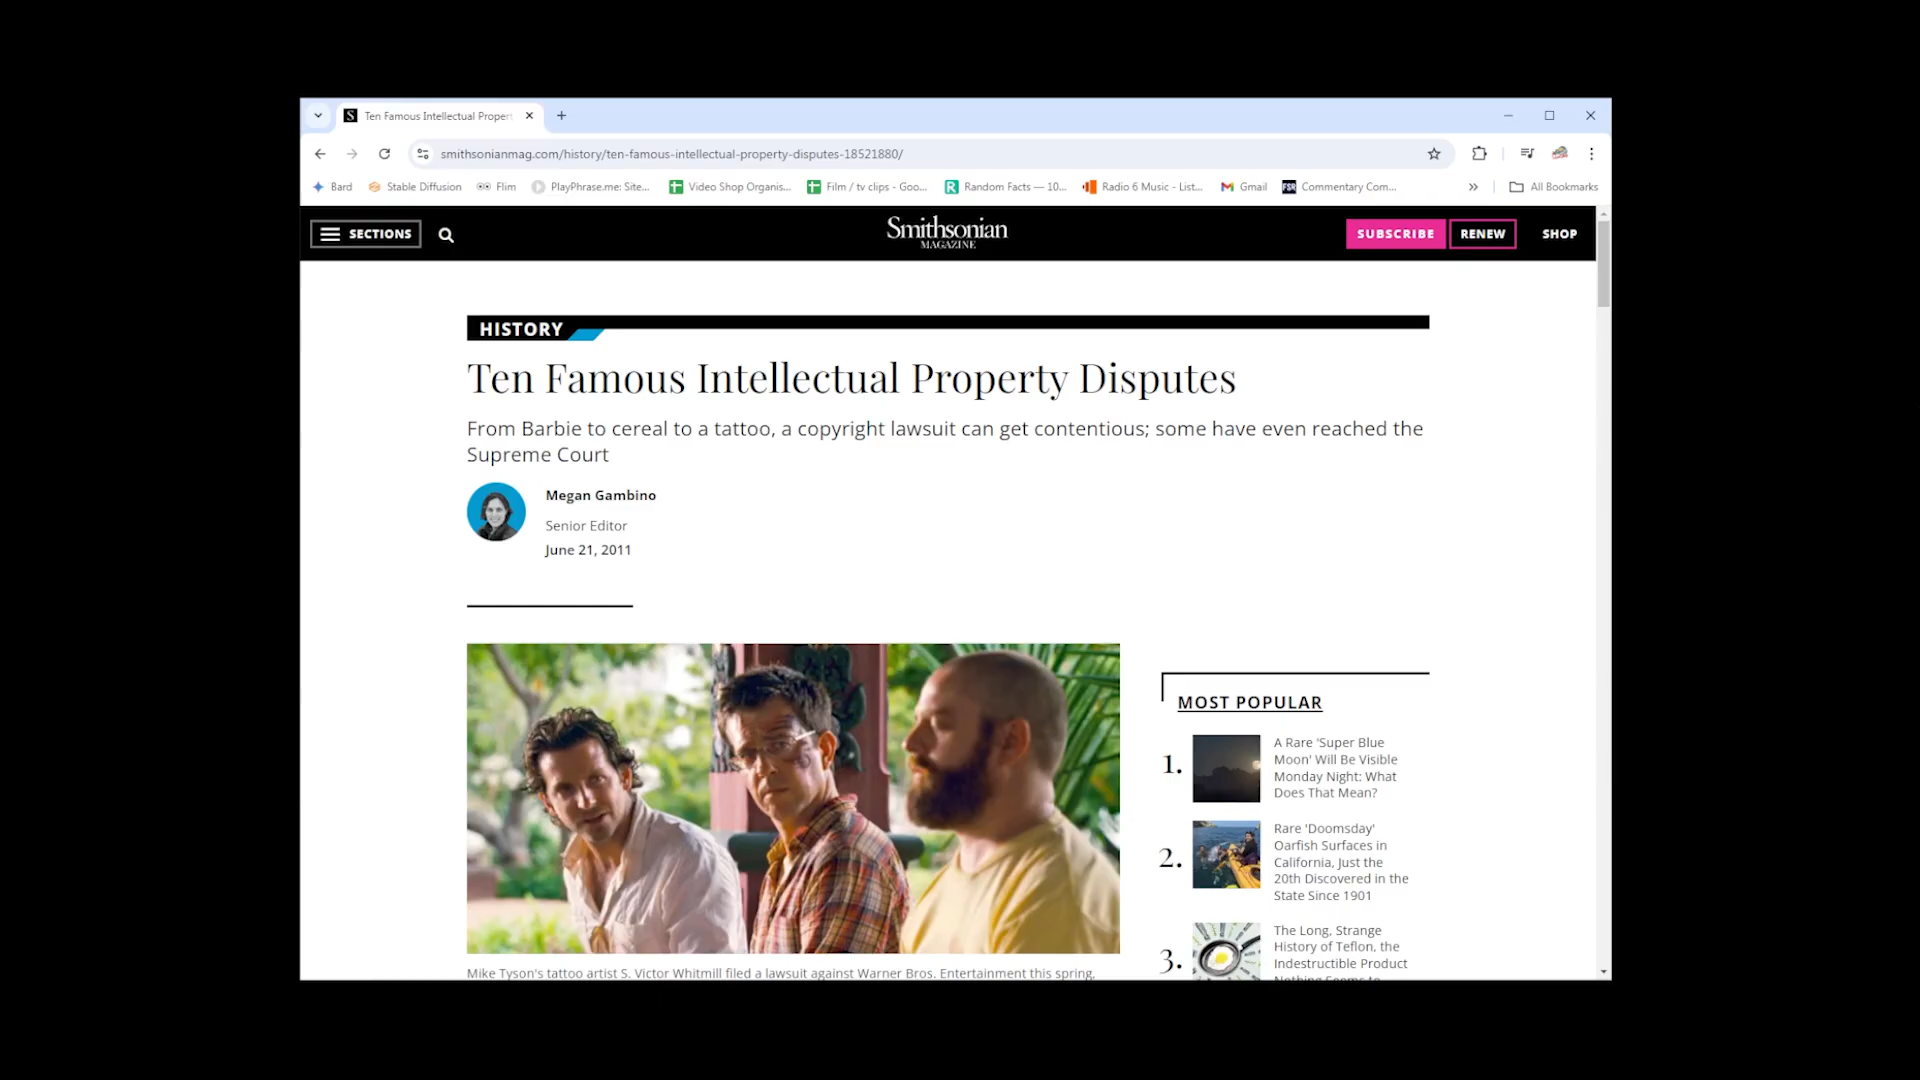 Ten Famous Intellectual Proper
smithsonianmag.com/history/ten-famous-intellectual-property-disputes-18521880/
Bard Stable Diffusion Flim PlayPhrase.me: Site... Video Shop Organis... Film / tv clips - Goo... Random Facts — 10... Radio 6 Music - List... Gmail FSR Commentary Com... » All Bookmarks
SECTIONS Smithsonian SUBSCRIBE RENEW SHOP
MAGAZINE
HISTORY
Ten Famous Intellectual Property Disputes
From Barbie to cereal to a tattoo, a copyright lawsuit can get contentious; some have even reached the
Supreme Court
Megan Gambino
Senior Editor
June 21, 2011
Mike Tyson's tattoo artist S. Victor Whitmill filed a lawsuit against Warner Bros. Entertainment this spring,
MOST POPULAR
1.
A Rare 'Super Blue
Moon' Will Be Visible
Monday Night: What
Does That Mean?
2.
Rare 'Doomsday'
Oarfish Surfaces in
California, Just the
20th Discovered in the
State Since 1901
3.
The Long, Strange
History of Teflon, the
Indestructible Product
Nothing Seems to